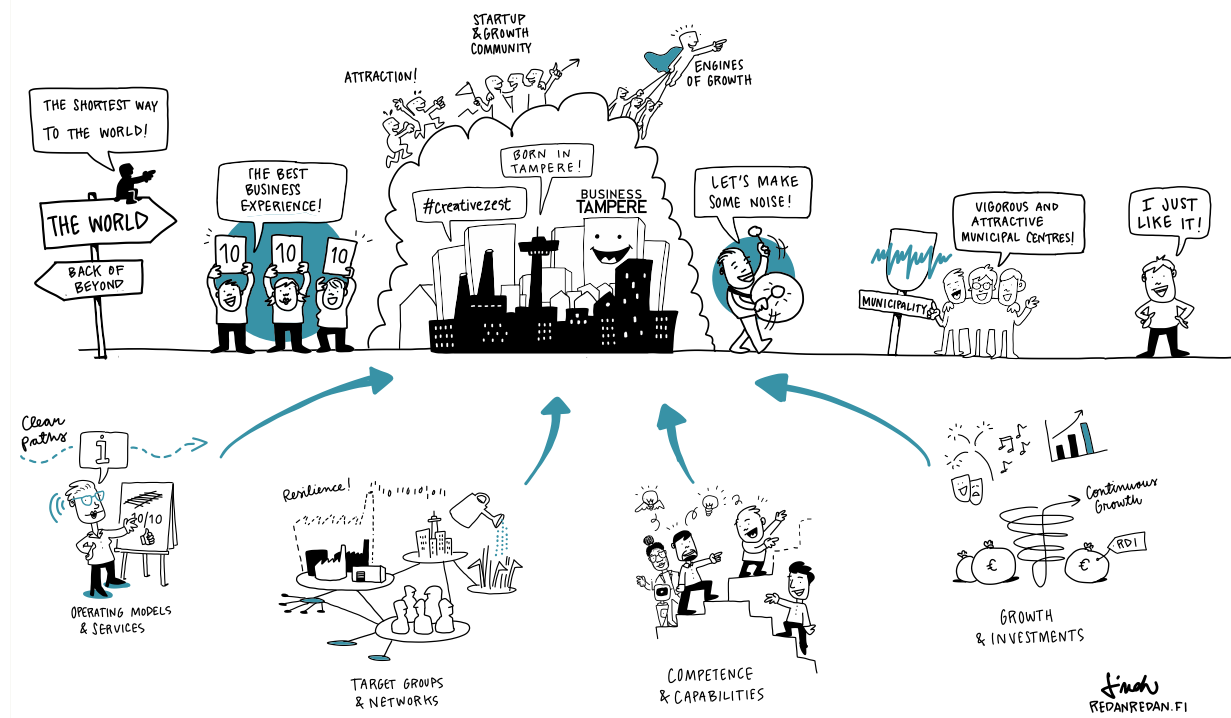 STARTUP
& GROWTH
COMMUNITY
ATTRACTION!
ENGINES
OF GROWTH
THE SHORTEST WAY
TO THE WORLD!
THE WORLD
BACK OF
BEYOND
THE BEST
BUSINESS
EXPERIENCE!
10
10
10
BORN IN
TAMPERE!
#creativezest
BUSINESS
TAMPERE
LET'S MAKE
SOME NOISE!
MUNICIPALITY
VIGOROUS AND
ATTRACTIVE
MUNICIPAL CENTRES!
I JUST
LIKE IT!
Clear
Paths
i
10/10
OPERATING MODELS
& SERVICES
Resilience!
TARGET GROUPS
& NETWORKS
COMPETENCE
& CAPABILITIES
Continuous
Growth
€
€
RDI
GROWTH
& INVESTMENTS
REDANREDAN.FI